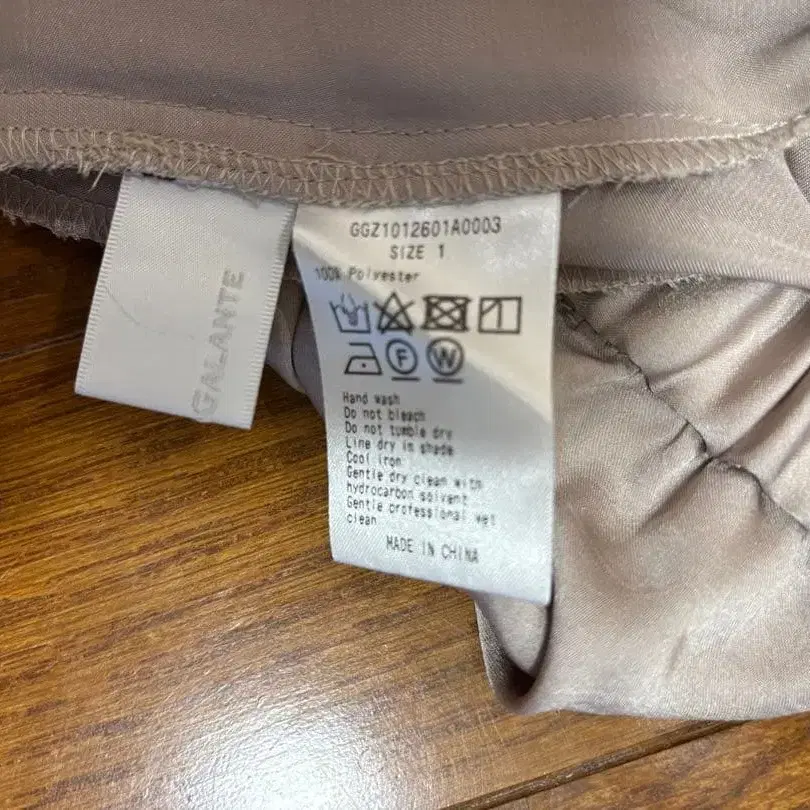 GALANTE
GGZ1012601A0003
SIZE 1
100% Polyester
F W
Hand wash
Do not bleach
Do not tumble dry
Line dry in shade
Cool iron
Gentle dry clean with
hydrocarbon solvent
Gentle professional wet
clean
MADE IN CHINA